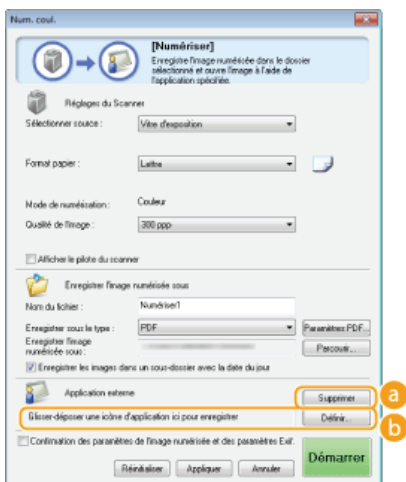 Num. coul.
[Numériser]
Enregistre l'image numérisée dans le dossier
sélectionné et ouvre l'image à l'aide de
l'application spécifiée.
Réglages du Scanner
Sélectionner source : Vitre d'exposition
Format papier : Lettre
Mode de numérisation : Couleur
Qualité de l'image : 300 ppp
Afficher le pilote du scanner
Enregistrer l'image numérisée sous
Nom du fichier : Numériser1
Enregistrer sous le type : PDF Paramètres PDF...
Enregistrer l'image
numérisée sous : Parcourir...
Enregistrer les images dans un sous-dossier avec la date du jour
Application externe Supprimer a
Glisser-déposer une icône d'application ici pour enregistrer Définir... b
Confirmation des paramètres de l'image numérisée et des paramètres Exif.
Démarrer
Réinitialiser Appliquer Annuler